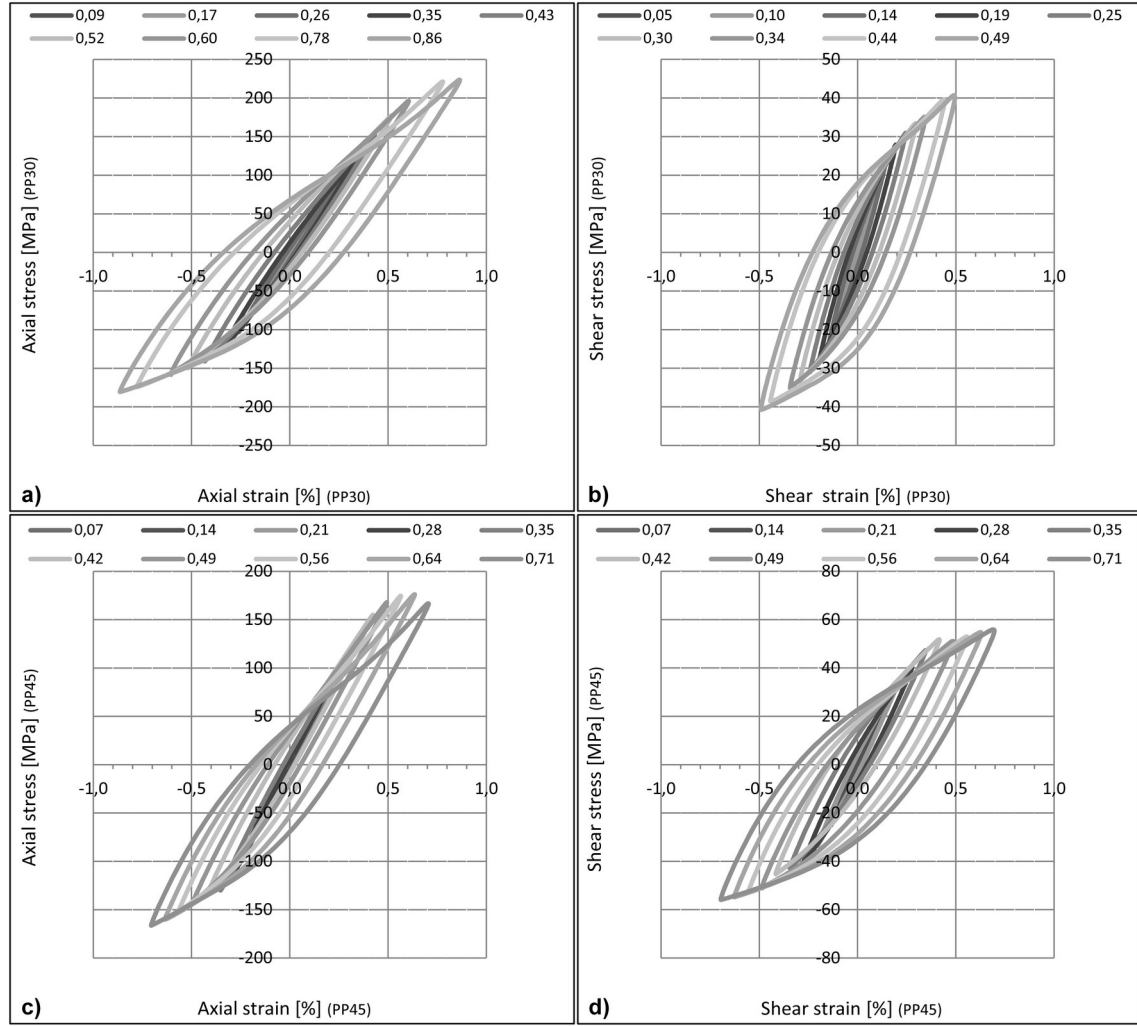 0,09 0,17 0,26 0,35 0,43
0,52 0,60 0,78 0,86
250
200
150
100
50
0
-50
-100
-150
-200
-250
-1,0 -0,5 0,0 0,5 1,0
Axial stress [MPa] (PP30)
Axial strain [%] (PP30)
a)
0,05 0,10 0,14 0,19 0,25
0,30 0,34 0,44 0,49
50
40
30
20
10
0
-10
-20
-30
-40
-50
-1,0 -0,5 0,0 0,5 1,0
Shear stress [MPa] (PP30)
Shear strain [%] (PP30)
b)
0,07 0,14 0,21 0,28 0,35
0,42 0,49 0,56 0,64 0,71
200
150
100
50
0
-50
-100
-150
-200
-1,0 -0,5 0,0 0,5 1,0
Axial stress [MPa] (PP45)
Axial strain [%] (PP45)
c)
0,07 0,14 0,21 0,28 0,35
0,42 0,49 0,56 0,64 0,71
80
60
40
20
0
-20
-40
-60
-80
-1,0 -0,5 0,0 0,5 1,0
Shear stress [MPa] (PP45)
Shear strain [%] (PP45)
d)